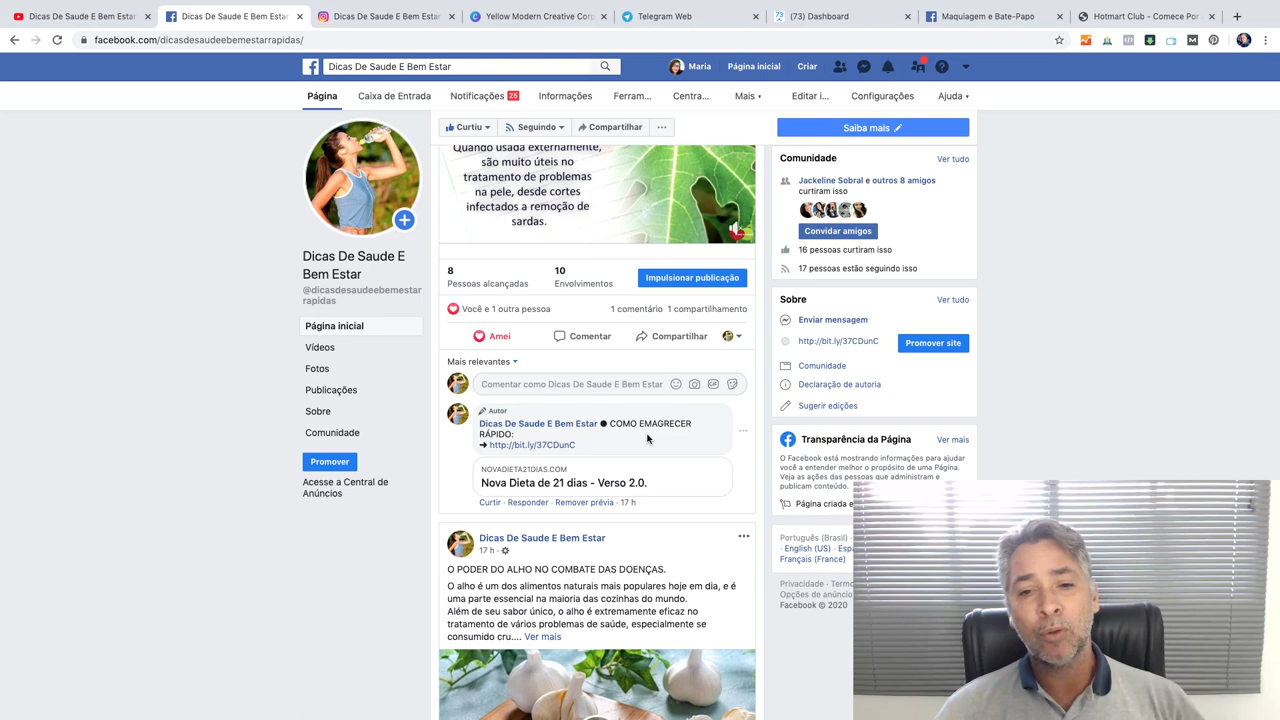 Dicas De Saude E Bem Estar
Dicas De Saude E Bem Estar
Dicas De Saude E Bem Estar
Yellow Modern Creative Corp
Telegram Web
(73) Dashboard
Maquiagem e Bate-Papo
Hotmart Club - Comece Por
facebook.com/dicasdesaudeebemestarrapidas/
Dicas De Saude E Bem Estar
Maria
Página inicial
Criar
Página
Caixa de Entrada
Notificações 25
Informações
Ferram...
Centra...
Mais
Editar i...
Configurações
Ajuda
Curtiu
Seguindo
Compartilhar
Saiba mais
Dicas De Saude E
Bem Estar
@dicasdesaudeebemestar
rapidas
Página inicial
Vídeos
Fotos
Publicações
Sobre
Comunidade
Promover
Acesse a Central de
Anúncios
Quando usada externamente,
são muito úteis no
tratamento de problemas
na pele, desde cortes
infectados a remoção de
sardas.
8
Pessoas alcançadas
10
Envolvimentos
Impulsionar publicação
Você e 1 outra pessoa
1 comentário 1 compartilhamento
Amei
Comentar
Compartilhar
Mais relevantes
Comentar como Dicas De Saude E Bem Estar
GIF
Autor
Dicas De Saude E Bem Estar ● COMO EMAGRECER
RÁPIDO:
➜ http://bit.ly/37CDunC
NOVADIETA21DIAS.COM
Nova Dieta de 21 dias - Verso 2.0.
Curtir · Responder · Remover prévia · 17 h
Dicas De Saude E Bem Estar
17 h
O PODER DO ALHO NO COMBATE DAS DOENÇAS.
O alho é um dos alimentos naturais mais populares hoje em dia, e é
uma parte essencial na maioria das cozinhas do mundo.
Além de seu sabor único, o alho é extremamente eficaz no
tratamento de vários problemas de saúde, especialmente se
consumido cru.... Ver mais
Comunidade
Ver tudo
Jackeline Sobral e outros 8 amigos
curtiram isso
Convidar amigos
16 pessoas curtiram isso
17 pessoas estão seguindo isso
Sobre
Ver tudo
Enviar mensagem
http://bit.ly/37CDunC
Promover site
Comunidade
Declaração de autoria
Sugerir edições
Transparência da Página
Ver mais
O Facebook está mostrando informações para ajudar
você a entender melhor o propósito de uma Página.
Veja as ações das pessoas que administram e
publicam conteúdo.
Página criada e
Português (Brasil) ·
English (US) · Espa
Français (France)
Privacidade · Termo
Opções de anúncio
Facebook © 2020